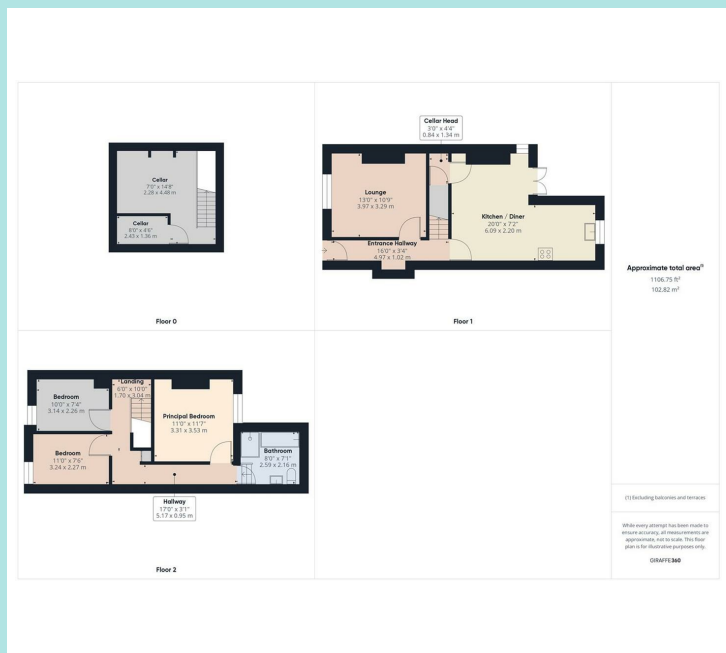 Cellar
7'0" x 14'8"
2.28 x 4.48 m
Cellar
8'0" x 4'6"
2.43 x 1.36 m
Floor 0
Cellar Head
3'0" x 4'4"
0.84 x 1.34 m
Lounge
13'0" x 10'9"
3.97 x 3.29 m
Kitchen / Diner
20'0" x 7'2"
6.09 x 2.20 m
Entrance Hallway
16'0" x 3'4"
4.97 x 1.02 m
Floor 1
Approximate total area(1)
1106.75 ft²
102.82 m²
Landing
6'0" x 10'0"
1.70 x 3.04 m
Bedroom
10'0" x 7'4"
3.14 x 2.26 m
Principal Bedroom
11'0" x 11'7"
3.31 x 3.53 m
Bedroom
11'0" x 7'6"
3.24 x 2.27 m
Bathroom
8'0" x 7'1"
2.59 x 2.16 m
Hallway
17'0" x 3'1"
5.17 x 0.95 m
Floor 2
(1) Excluding balconies and terraces
While every attempt has been made to
ensure accuracy, all measurements are
approximate, not to scale. This floor
plan is for illustrative purposes only.
GIRAFFE360